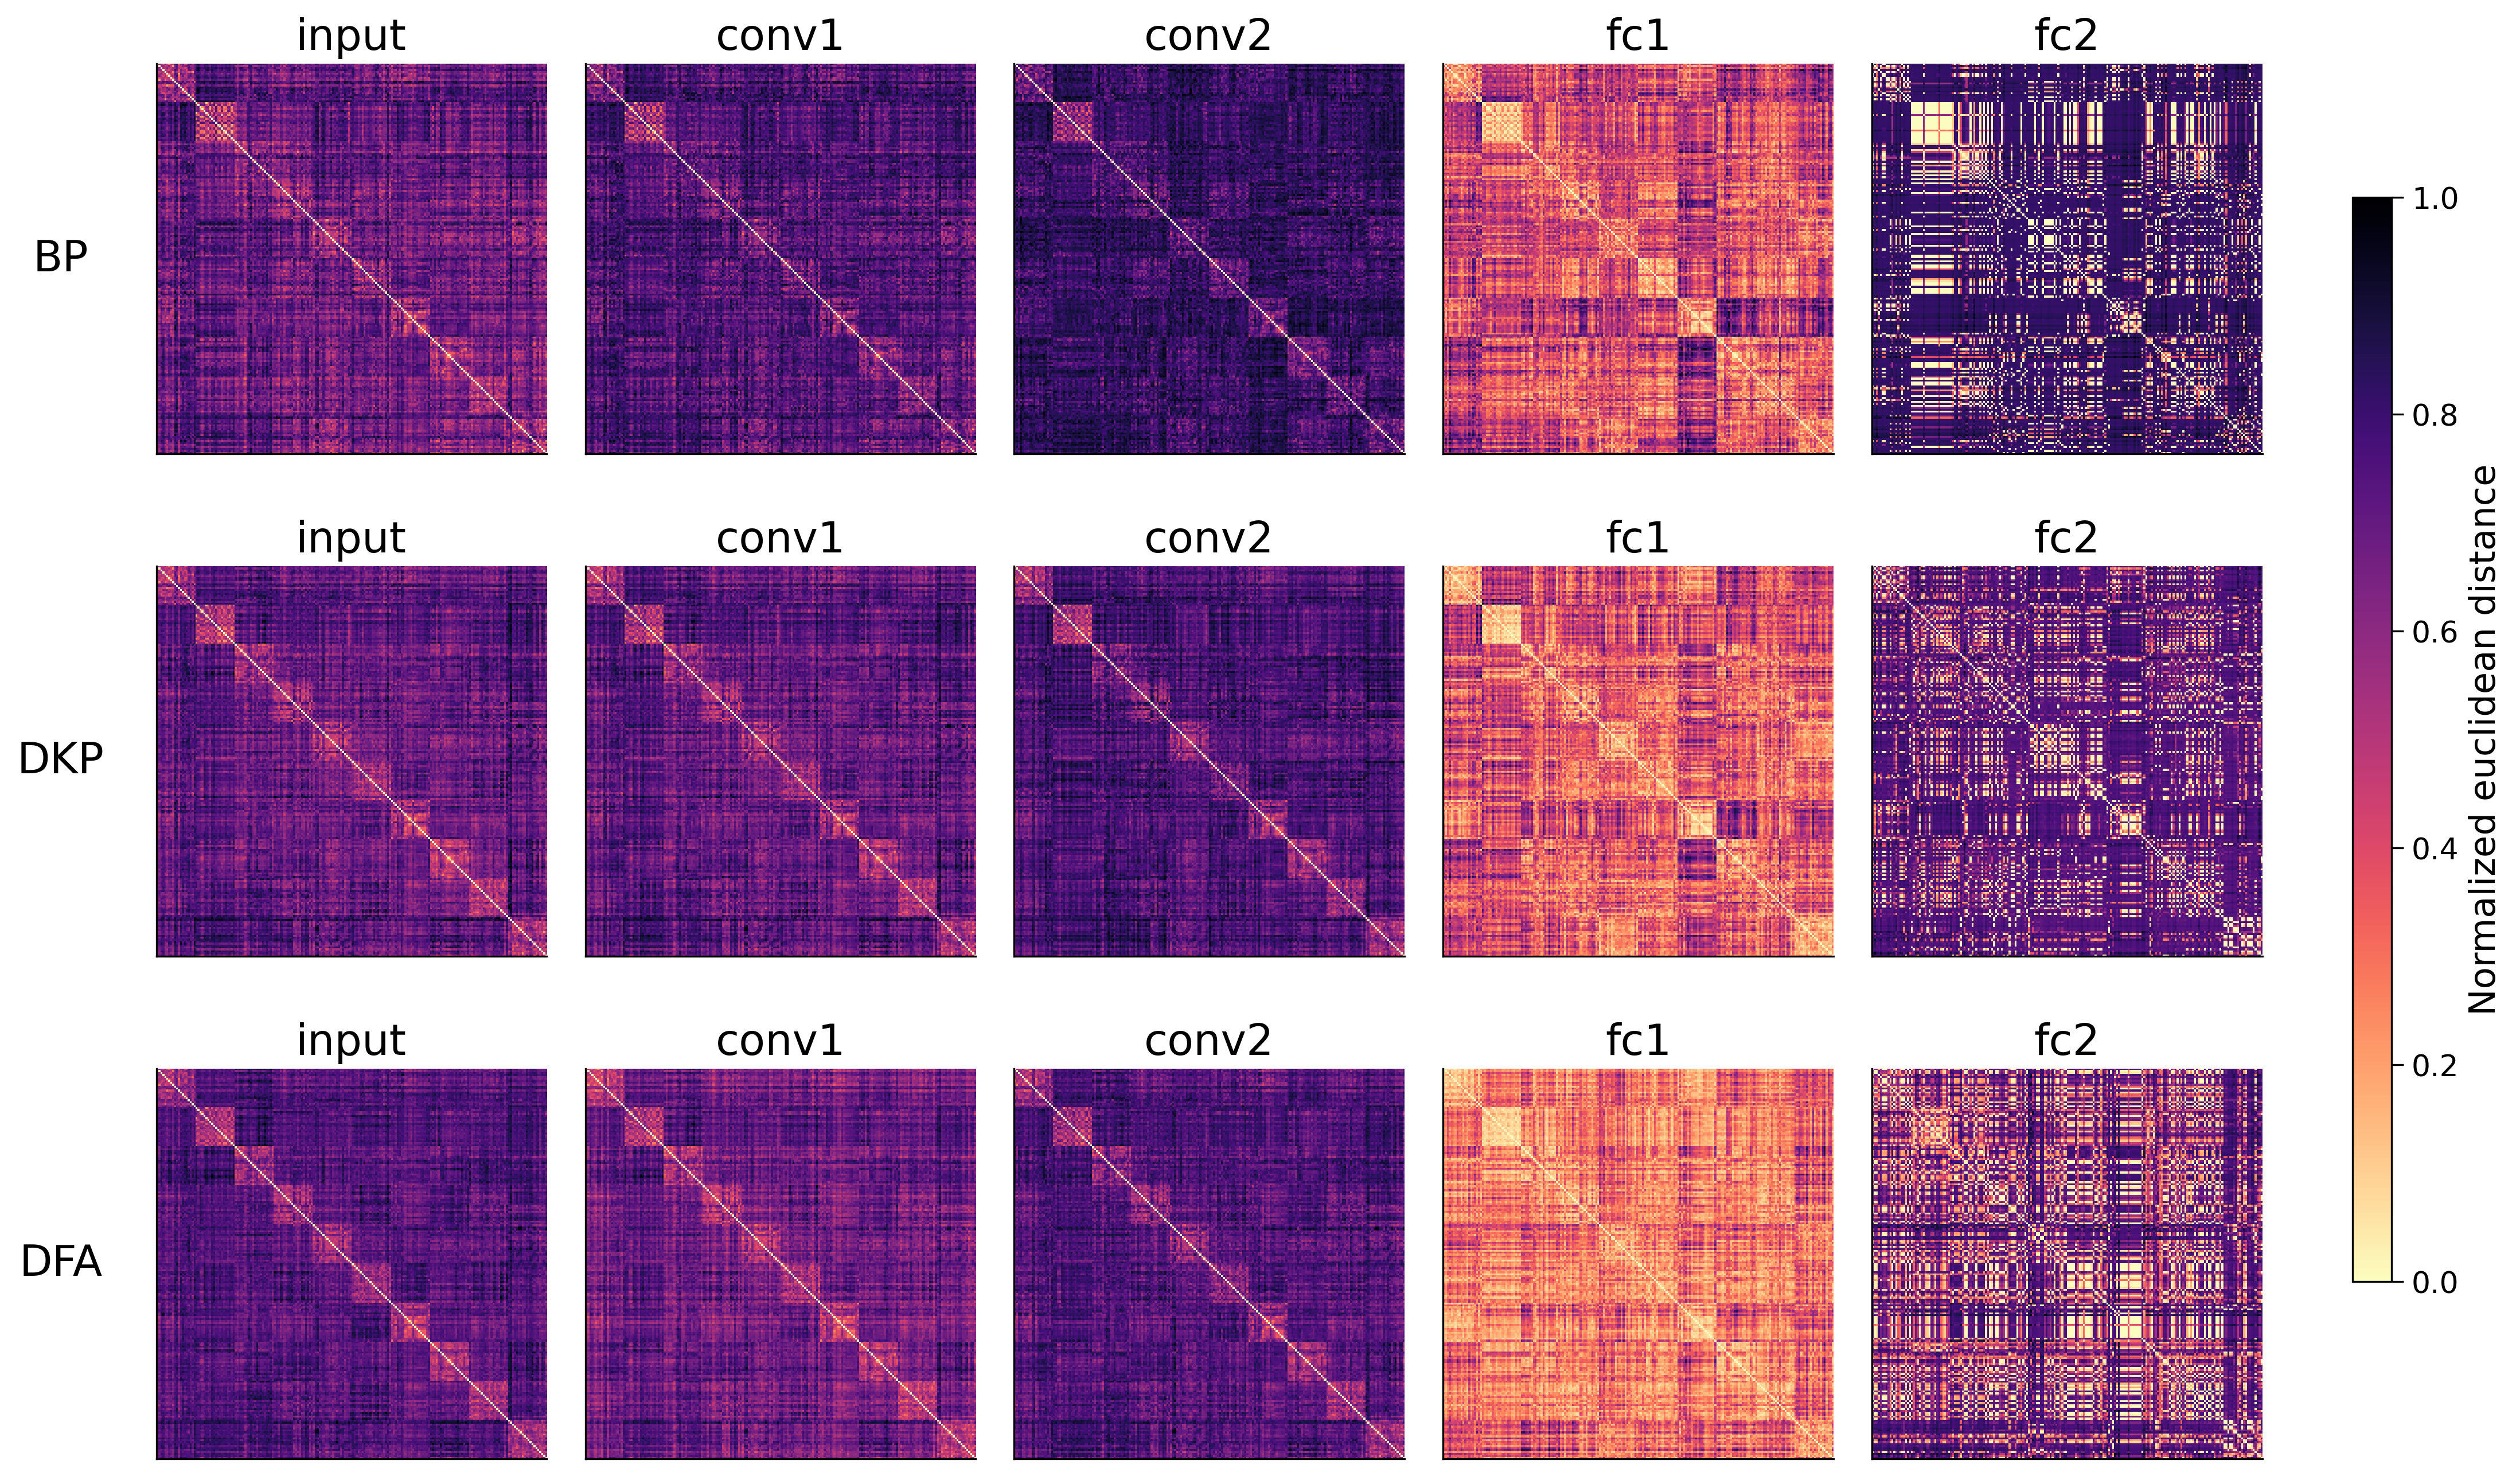 input conv1 conv2 fc1 fc2
BP
input conv1 conv2 fc1 fc2
DKP
input conv1 conv2 fc1 fc2
DFA
1.0
0.8
0.6
0.4
0.2
0.0
Normalized euclidean distance